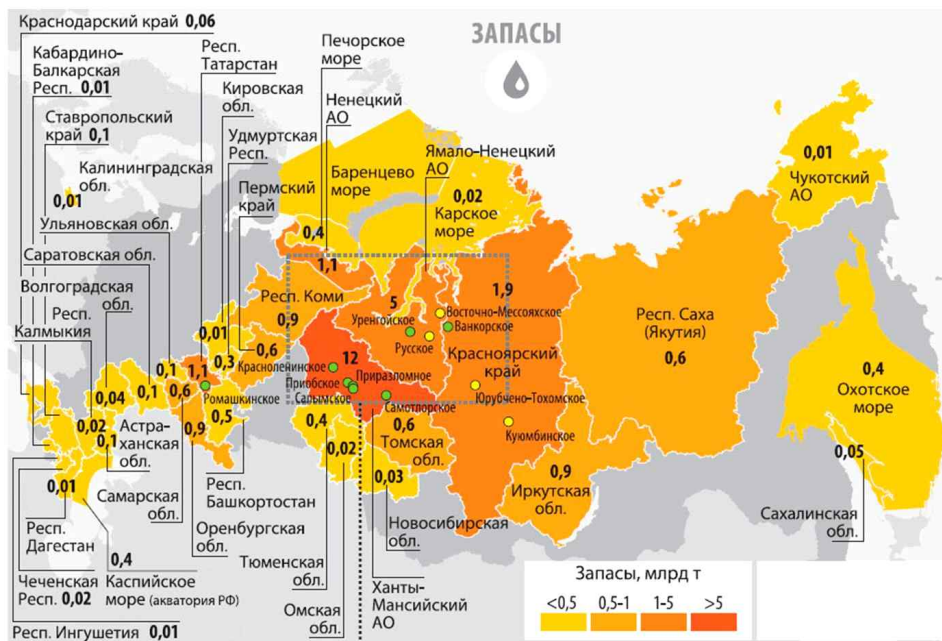 Краснодарский край 0,06
Кабардино-
Балкарская
Респ. 0,01
Ставропольский
край 0,1
Калининградская
обл.
0,01
Ульяновская обл.
Саратовская обл.
Волгоградская
обл.
Респ.
Калмыкия
Респ.
Татарстан
Кировская
обл.
Удмуртская
Респ.
Пермский
край
Печорское
море
Ненецкий
АО
ЗАПАСЫ
Баренцево
море
Ямало-Ненецкий
АО
0,02
Карское
море
0,01
Чукотский
АО
0,4
1,1
Респ. Коми
0,9
5
1,9
Уренгойское
Восточно-Мессояхское
Ванкорское
Русское
Респ. Саха
(Якутия)
0,6
0,01
0,6
0,3
Красноленинское
12
Приобское
Приразломное
Салымское
Самотлорское
Красноярский
край
Юрубчено-Тохомское
Куюмбинское
0,4
Охотское
море
0,05
Сахалинская
обл.
0,1
1,1
Ромашкинское
0,04
0,1
0,6
0,5
0,9
0,02
0,1
Астра-
ханская
обл.
0,4
0,02
0,6
Томская
обл.
0,03
0,9
Иркутская
обл.
0,01
Самарская
обл.
Респ.
Башкортостан
Оренбургская
обл.
Новосибирская
обл.
Респ.
Дагестан
0,4
Каспийское
море (акватория РФ)
Чеченская
Респ. 0,02
Респ. Ингушетия 0,01
Тюменская
обл.
Омская
обл.
Ханты-
Мансийский
АО
Запасы, млрд т
<0,5 0,5-1 1-5 >5